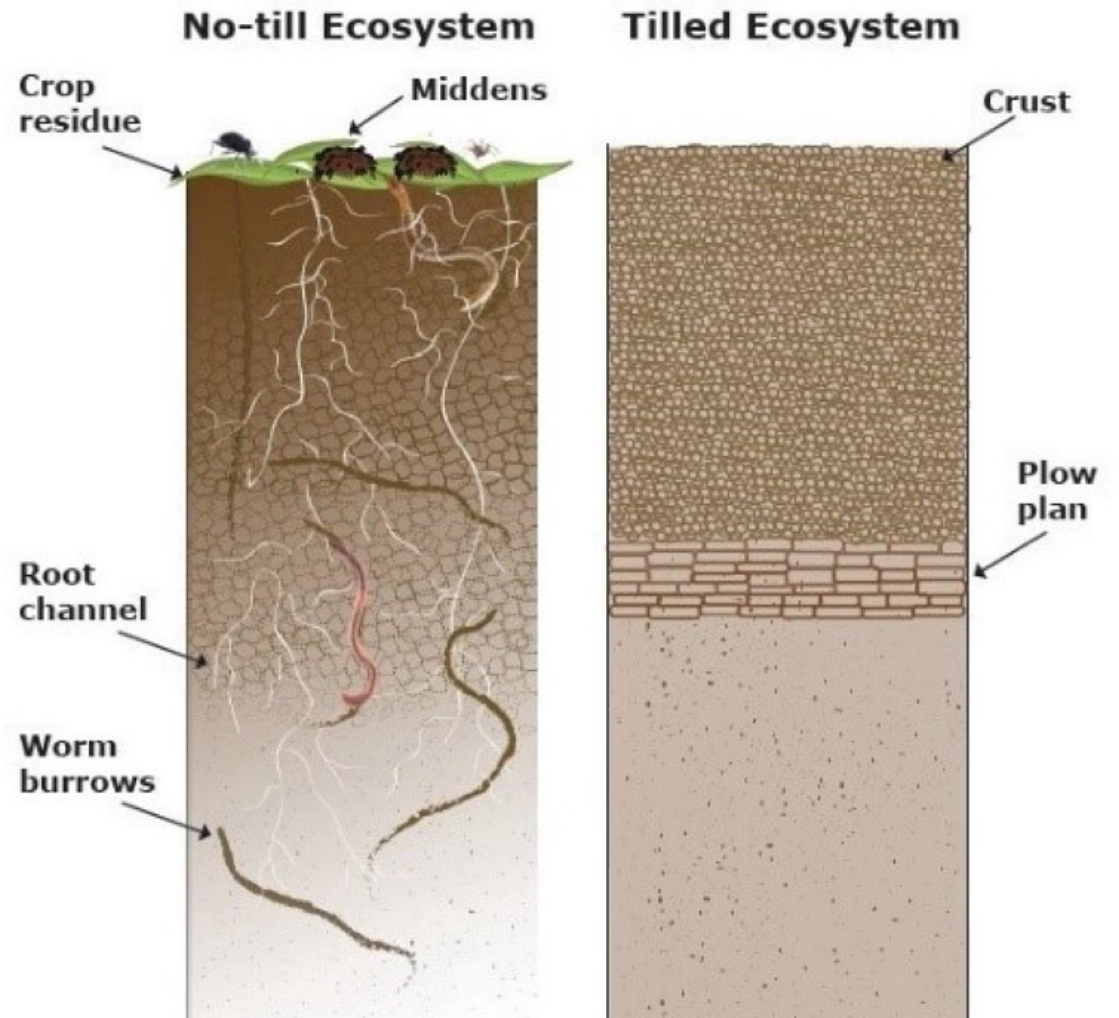 No-till Ecosystem
Tilled Ecosystem
Crop
residue
Middens
Crust
Plow
plan
Root
channel
Worm
burrows